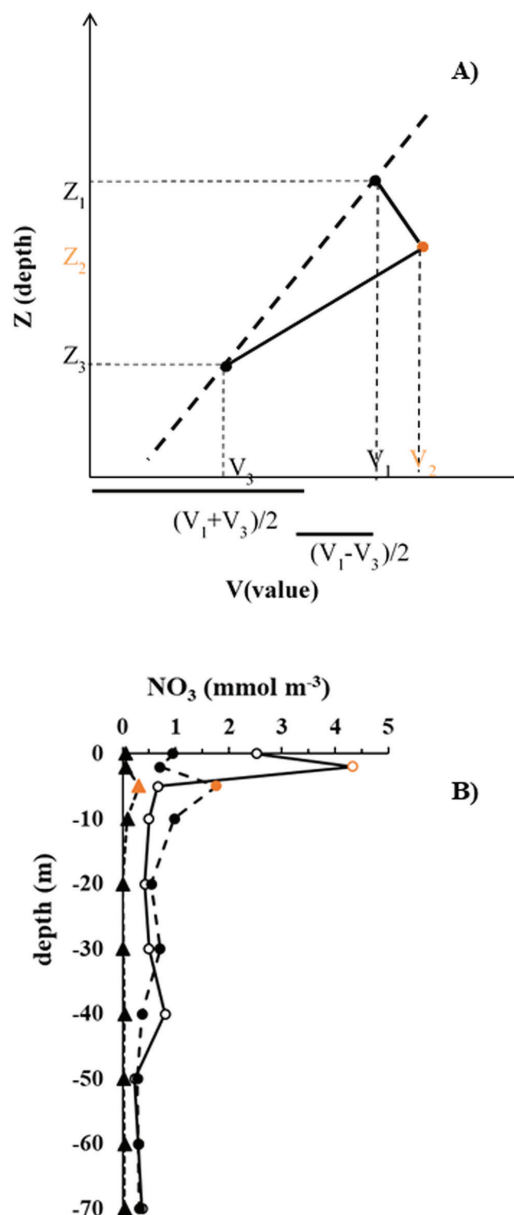 A)
Z₁
Z₂
Z (depth)
Z₃
V₃
V₁
V₂
(V₁+V₃)/2
(V₁-V₃)/2
V(value)
NO₃ (mmol m⁻³)
0 1 2 3 4 5
0
B)
-10
-20
depth (m)
-30
-40
-50
-60
-70